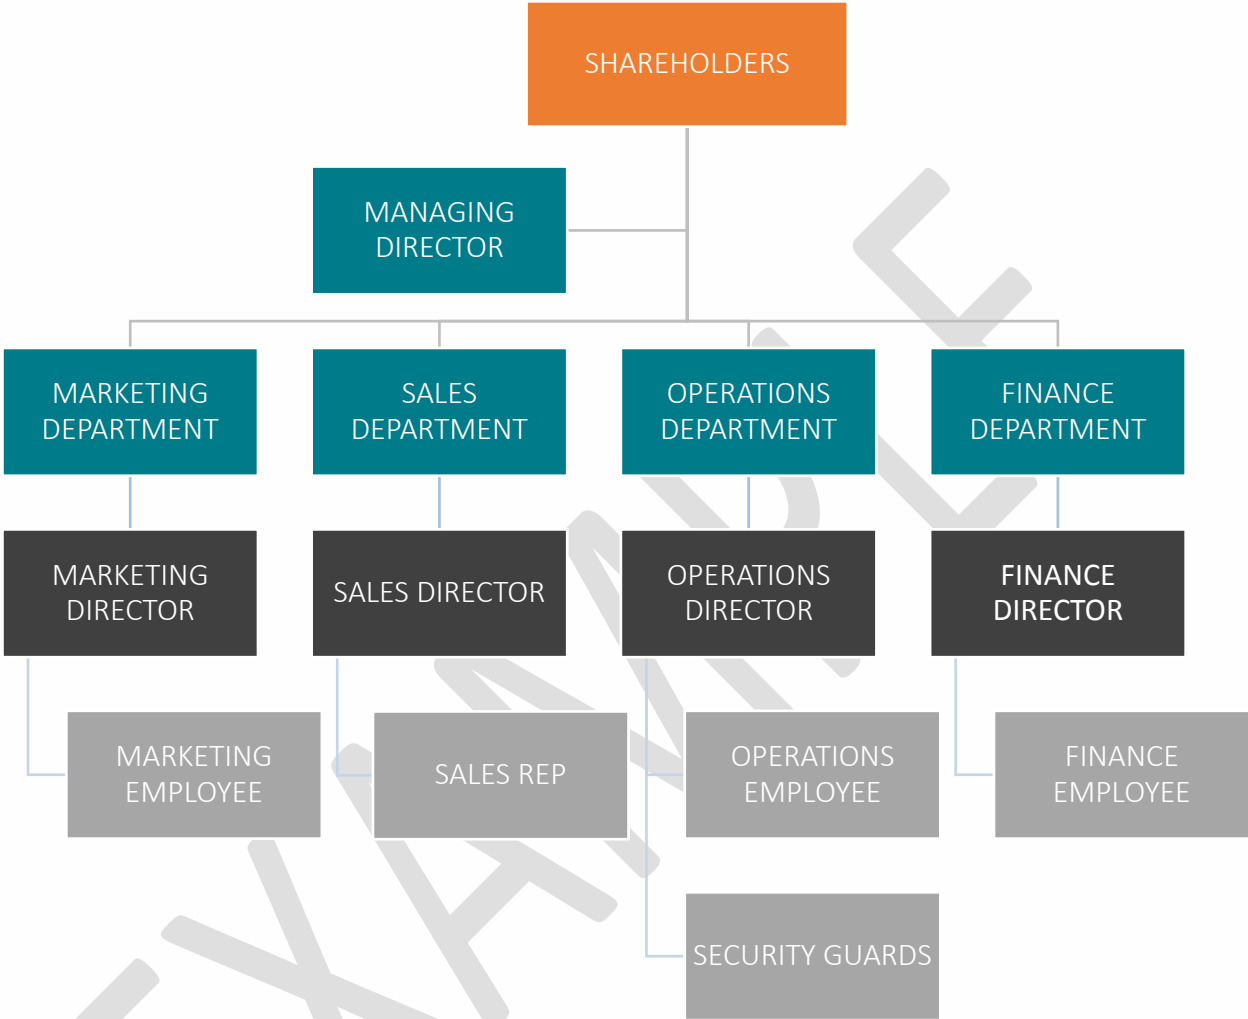 SHAREHOLDERS
MANAGING
DIRECTOR
MARKETING
DEPARTMENT
SALES
DEPARTMENT
OPERATIONS
DEPARTMENT
FINANCE
DEPARTMENT
MARKETING
DIRECTOR
SALES DIRECTOR
OPERATIONS
DIRECTOR
FINANCE
DIRECTOR
MARKETING
EMPLOYEE
SALES REP
OPERATIONS
EMPLOYEE
FINANCE
EMPLOYEE
SECURITY GUARDS
EXAMPLE